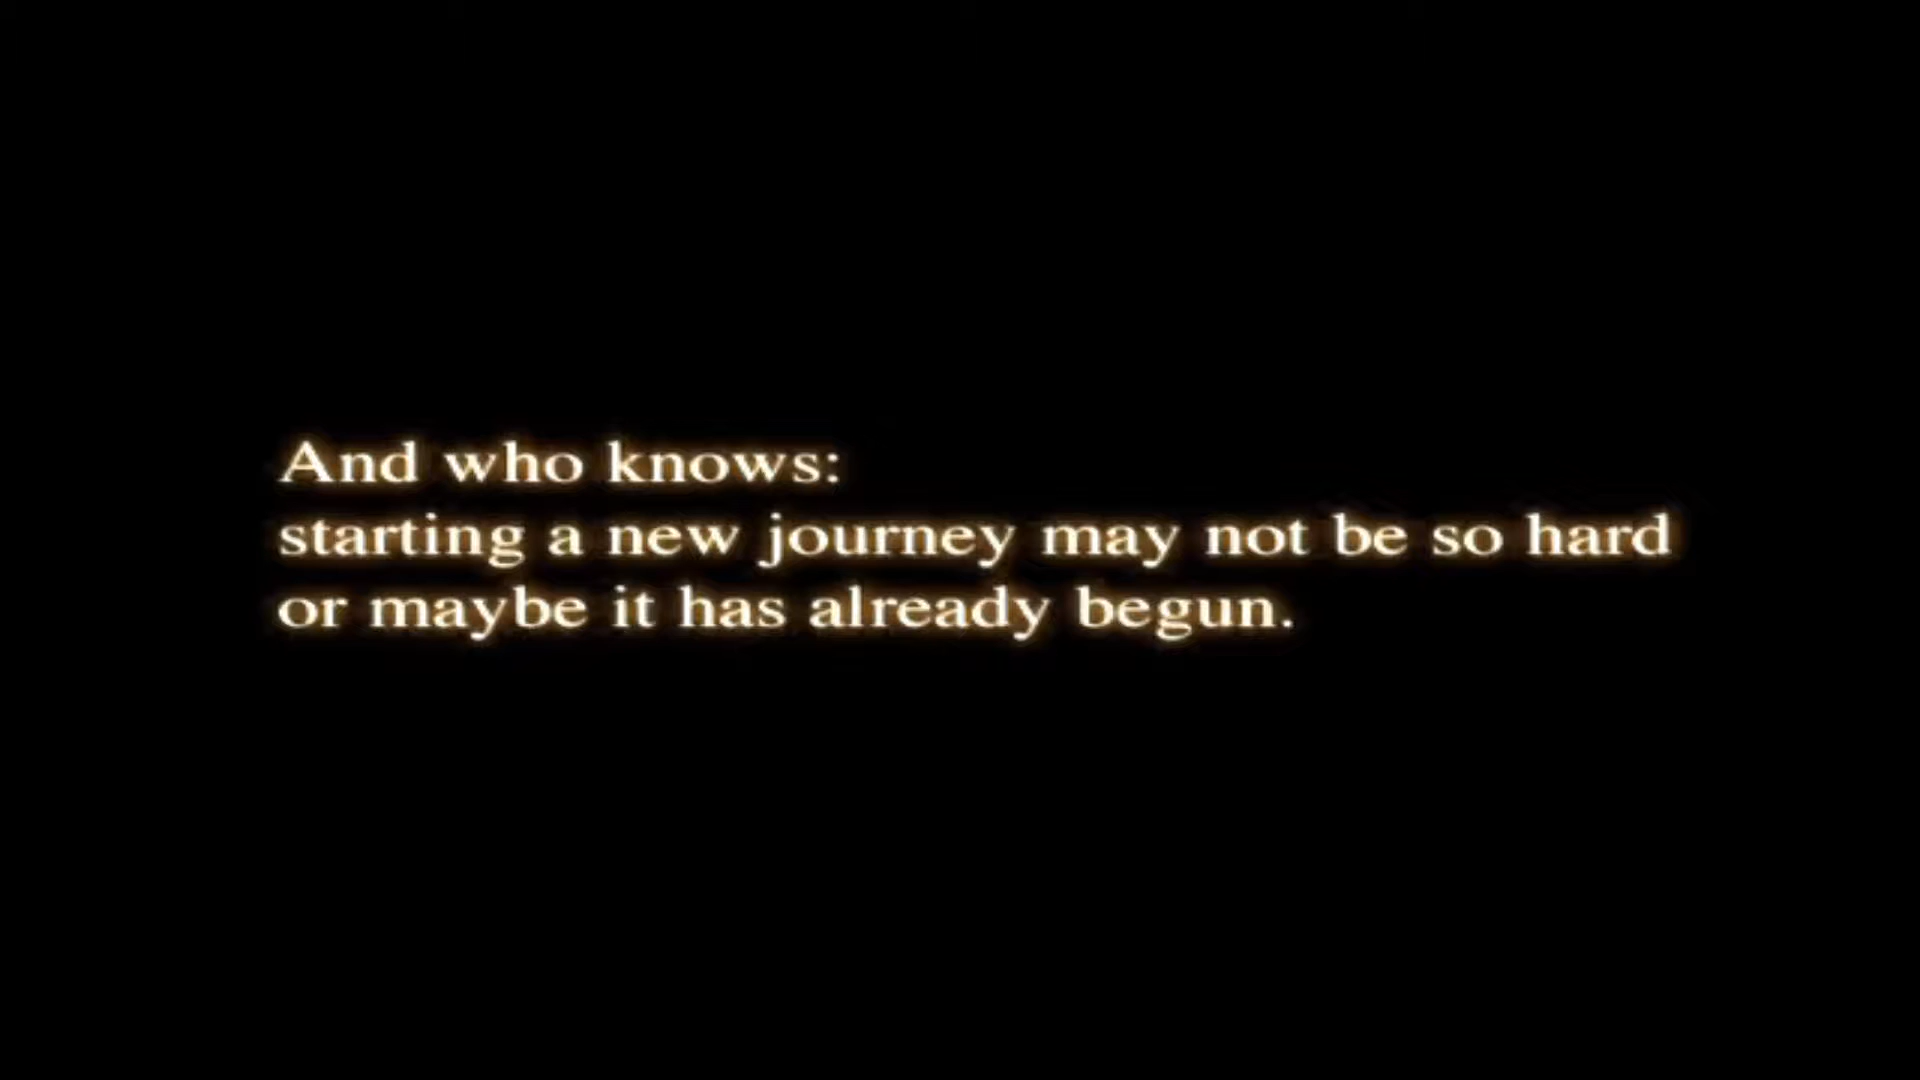 And who knows:
starting a new journey may not be so hard
or maybe it has already begun.